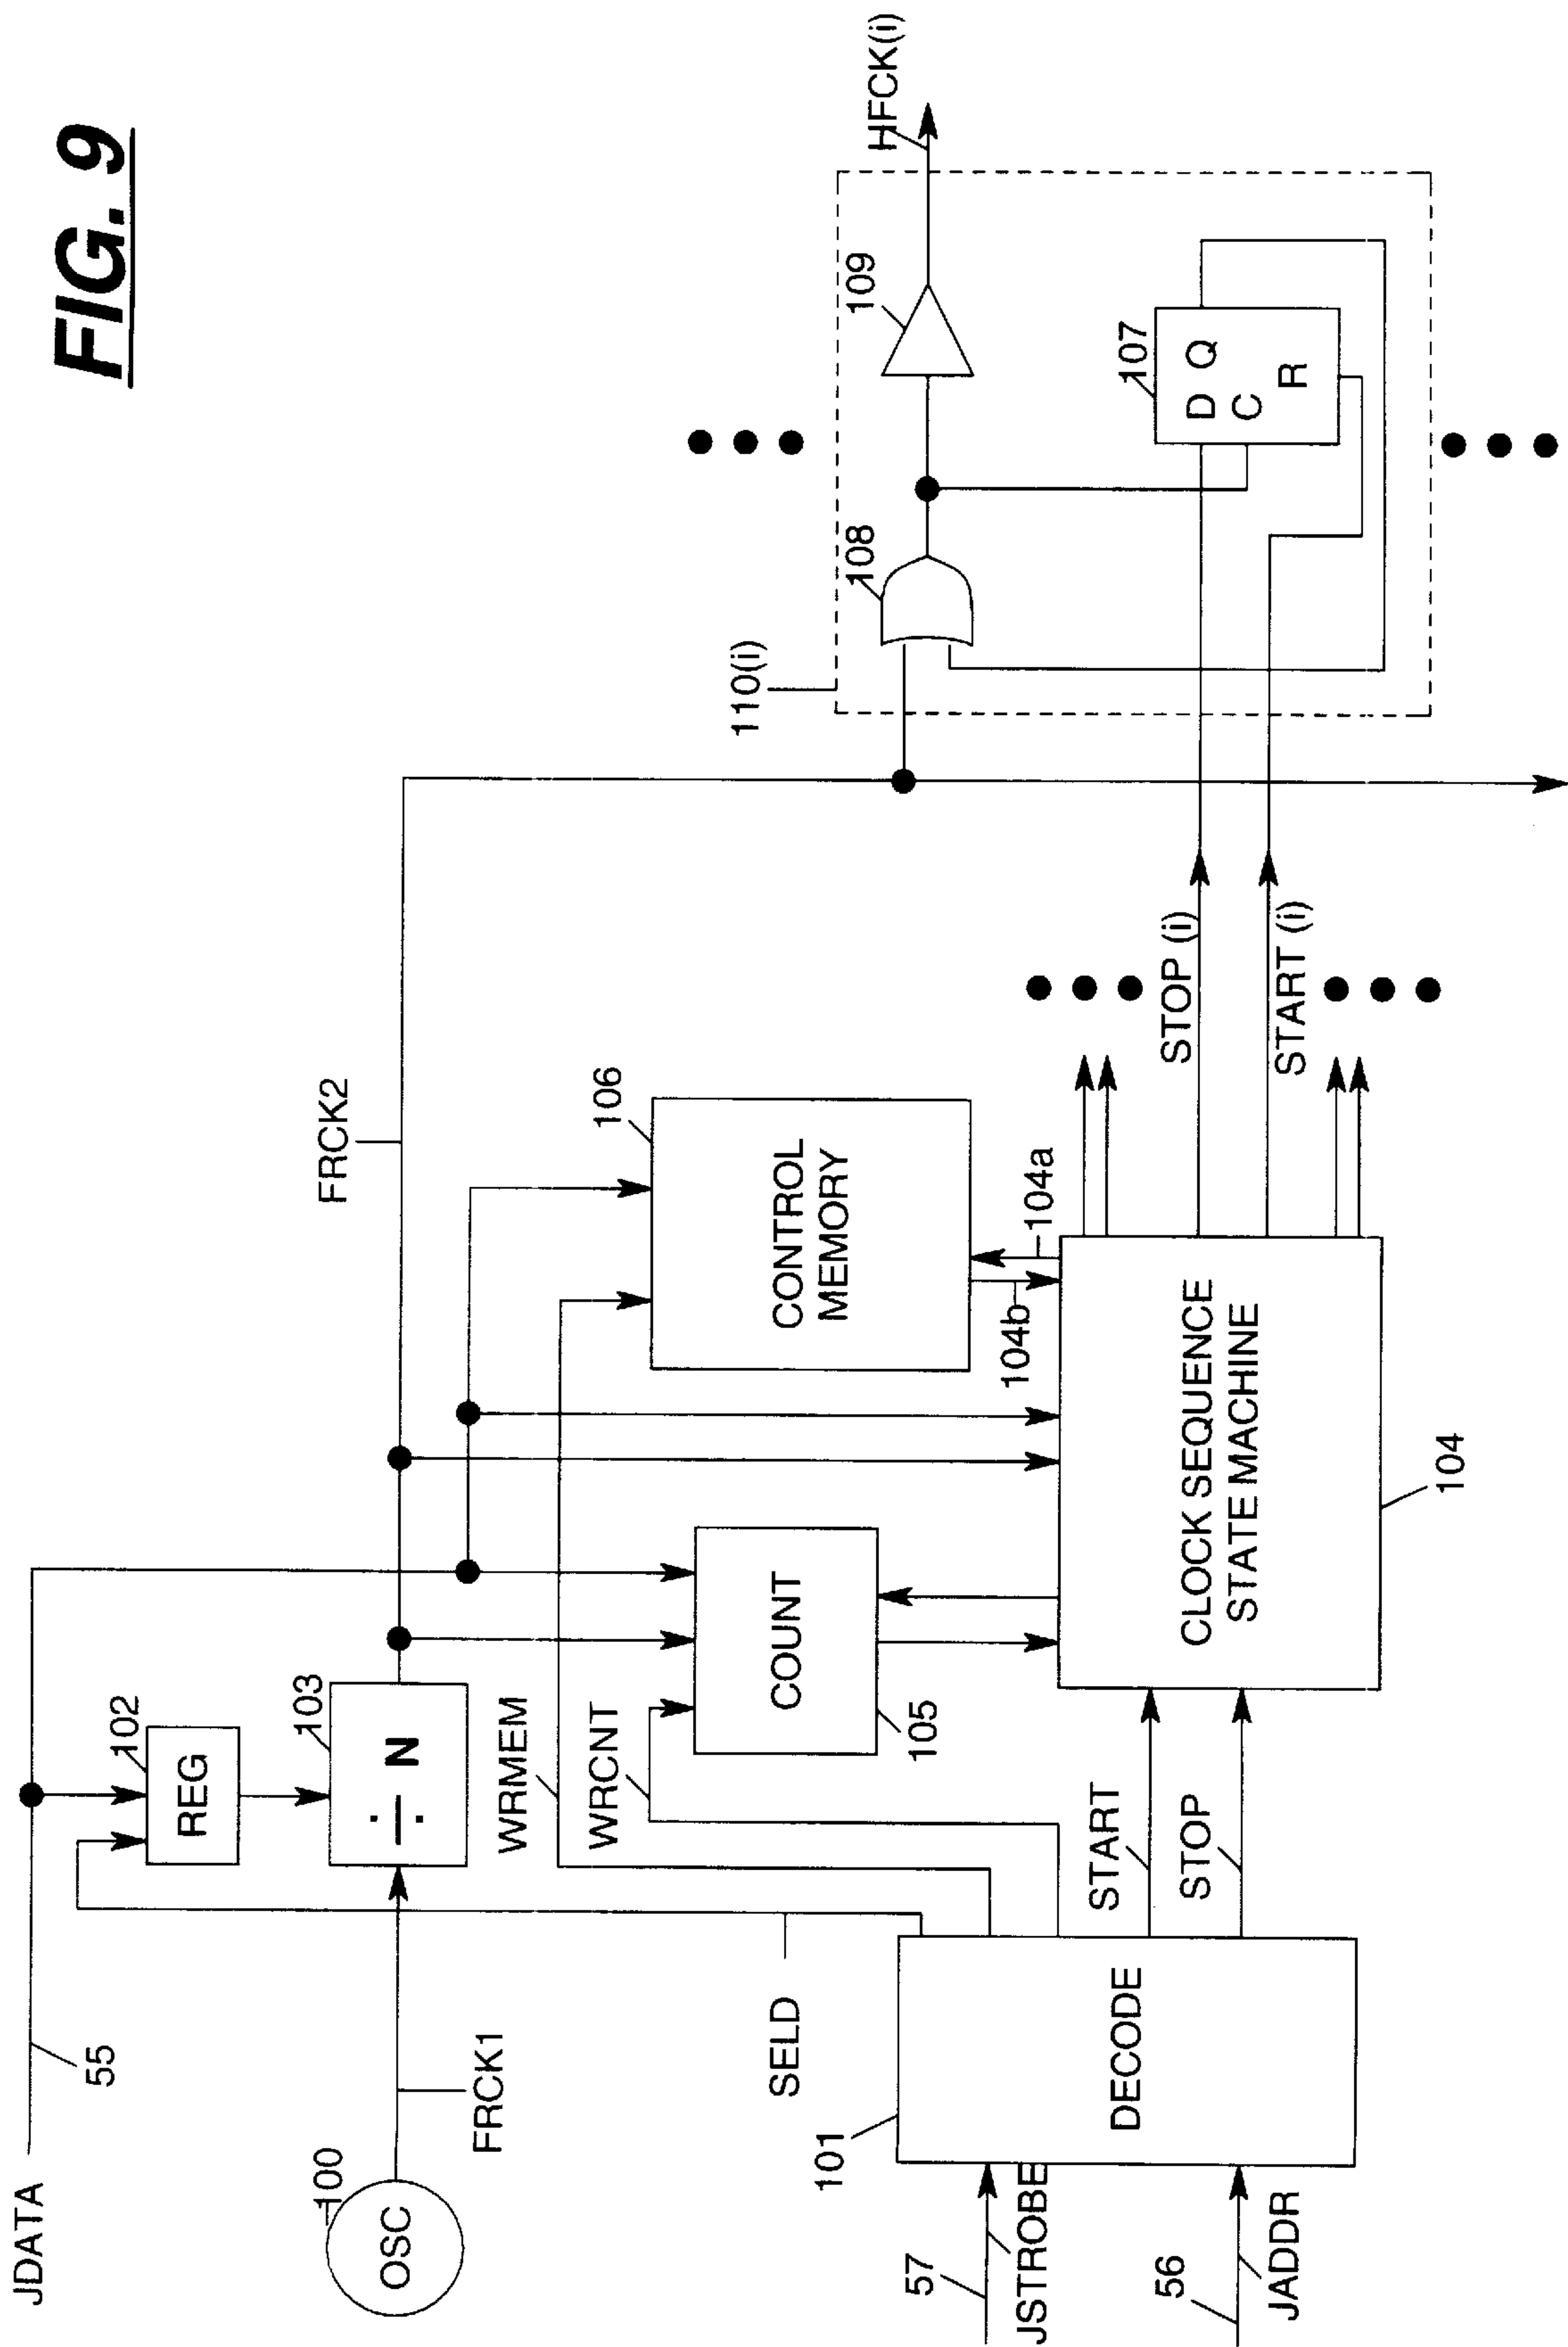 FIG. 9
JDATA
55
100
OSC
FRCK1
102
REG
103
÷ N
FRCK2
SELD
WRMEM
WRCNT
COUNT
105
106
CONTROL
MEMORY
104a
104b
57
JSTROBE
56
JADDR
101
DECODE
START
STOP
CLOCK SEQUENCE
STATE MACHINE
104
STOP (i)
START (i)
110(i)
108
109
HFCK(i)
107
D Q
C
R